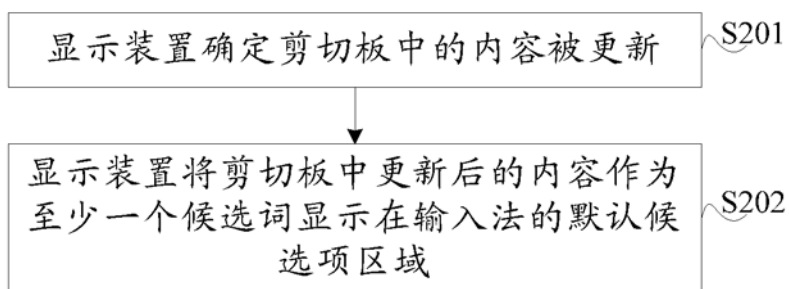 显示装置确定剪切板中的内容被更新
S201
显示装置将剪切板中更新后的内容作为
至少一个候选词显示在输入法的默认候
选项区域
S202